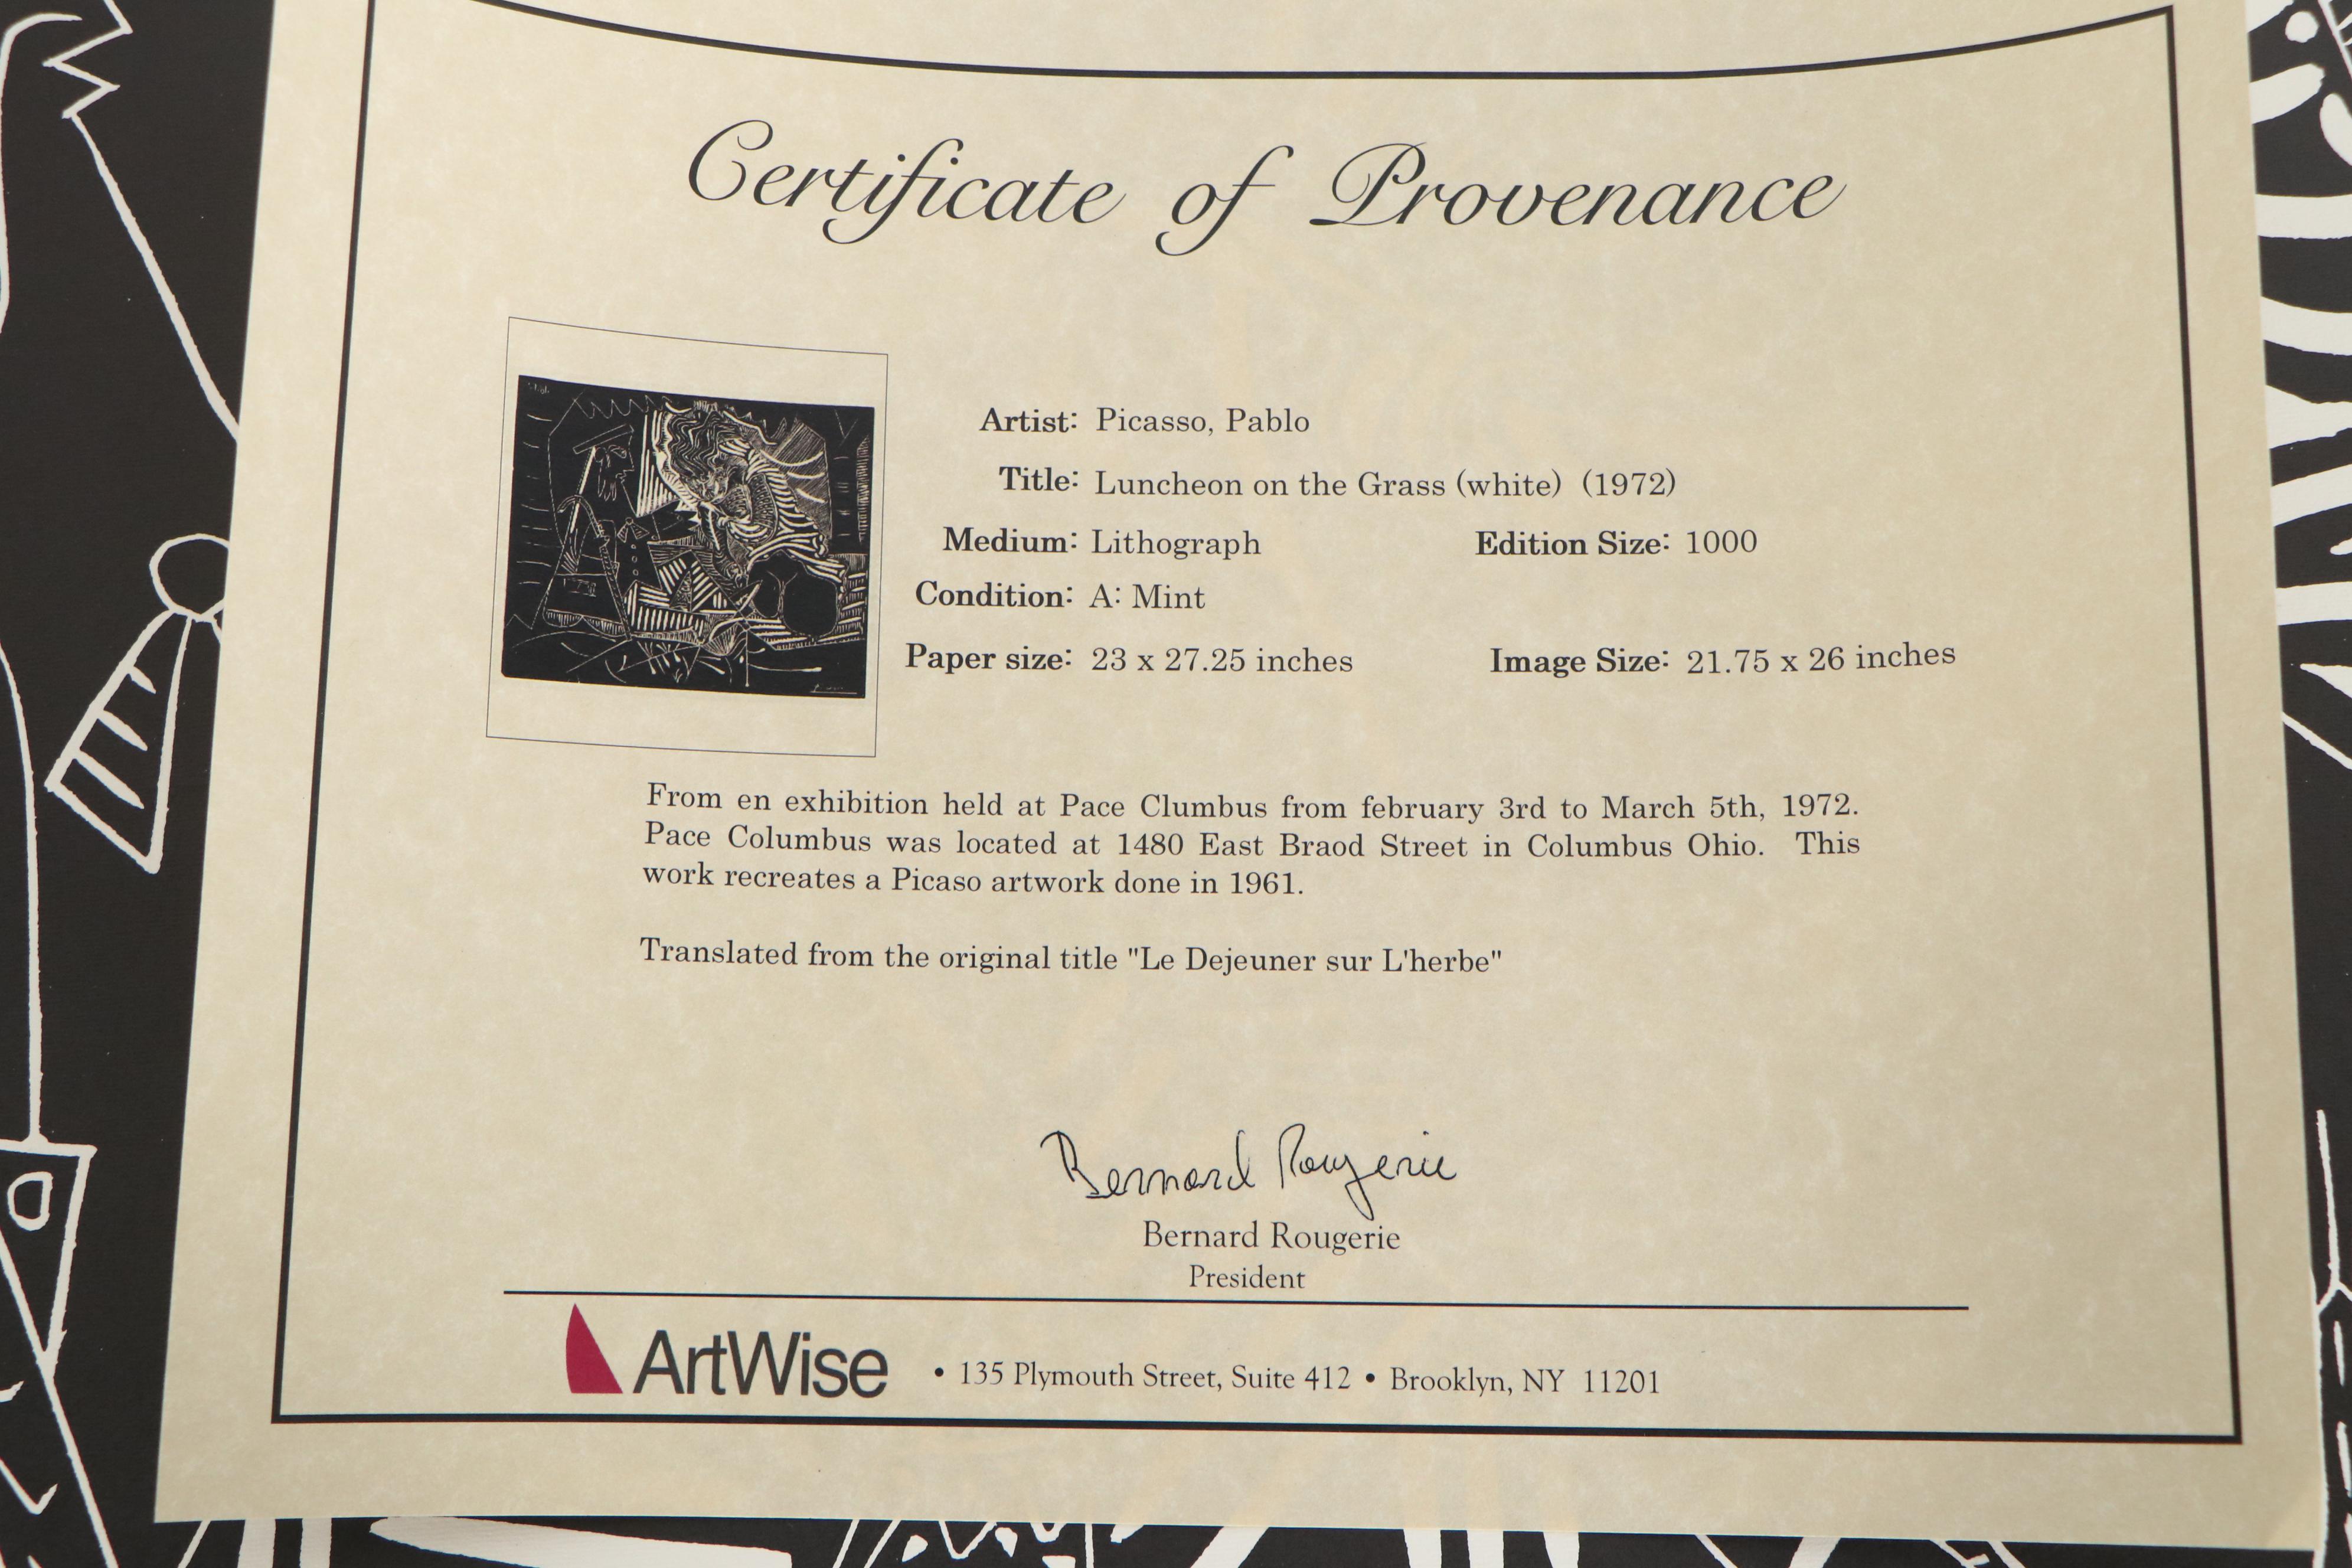 Certificate of Provenance
Artist: Picasso, Pablo
Title: Luncheon on the Grass (white) (1972)
Medium: Lithograph Edition Size: 1000
Condition: A: Mint
Paper size: 23 x 27.25 inches Image Size: 21.75 x 26 inches
From en exhibition held at Pace Clumbus from february 3rd to March 5th, 1972.
Pace Columbus was located at 1480 East Braod Street in Columbus Ohio. This
work recreates a Picaso artwork done in 1961.
Translated from the original title "Le Dejeuner sur L'herbe"
Bernard Rougerie
Bernard Rougerie
President
ArtWise • 135 Plymouth Street, Suite 412 • Brooklyn, NY 11201